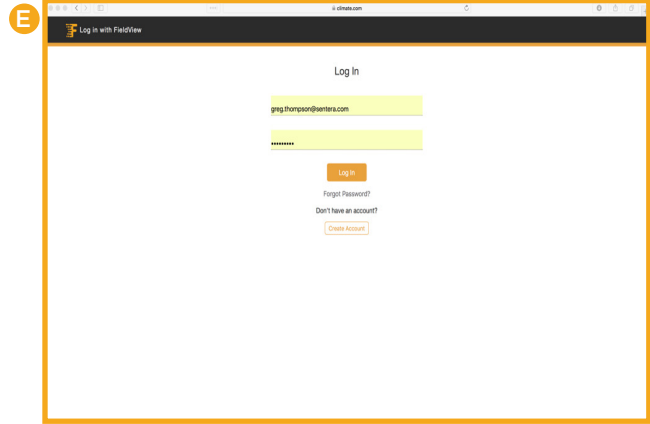 E
climate.com
Log in with FieldView
Log In
greg.thompson@sentera.com
•••••••••
Log In
Forgot Password?
Don't have an account?
Create Account